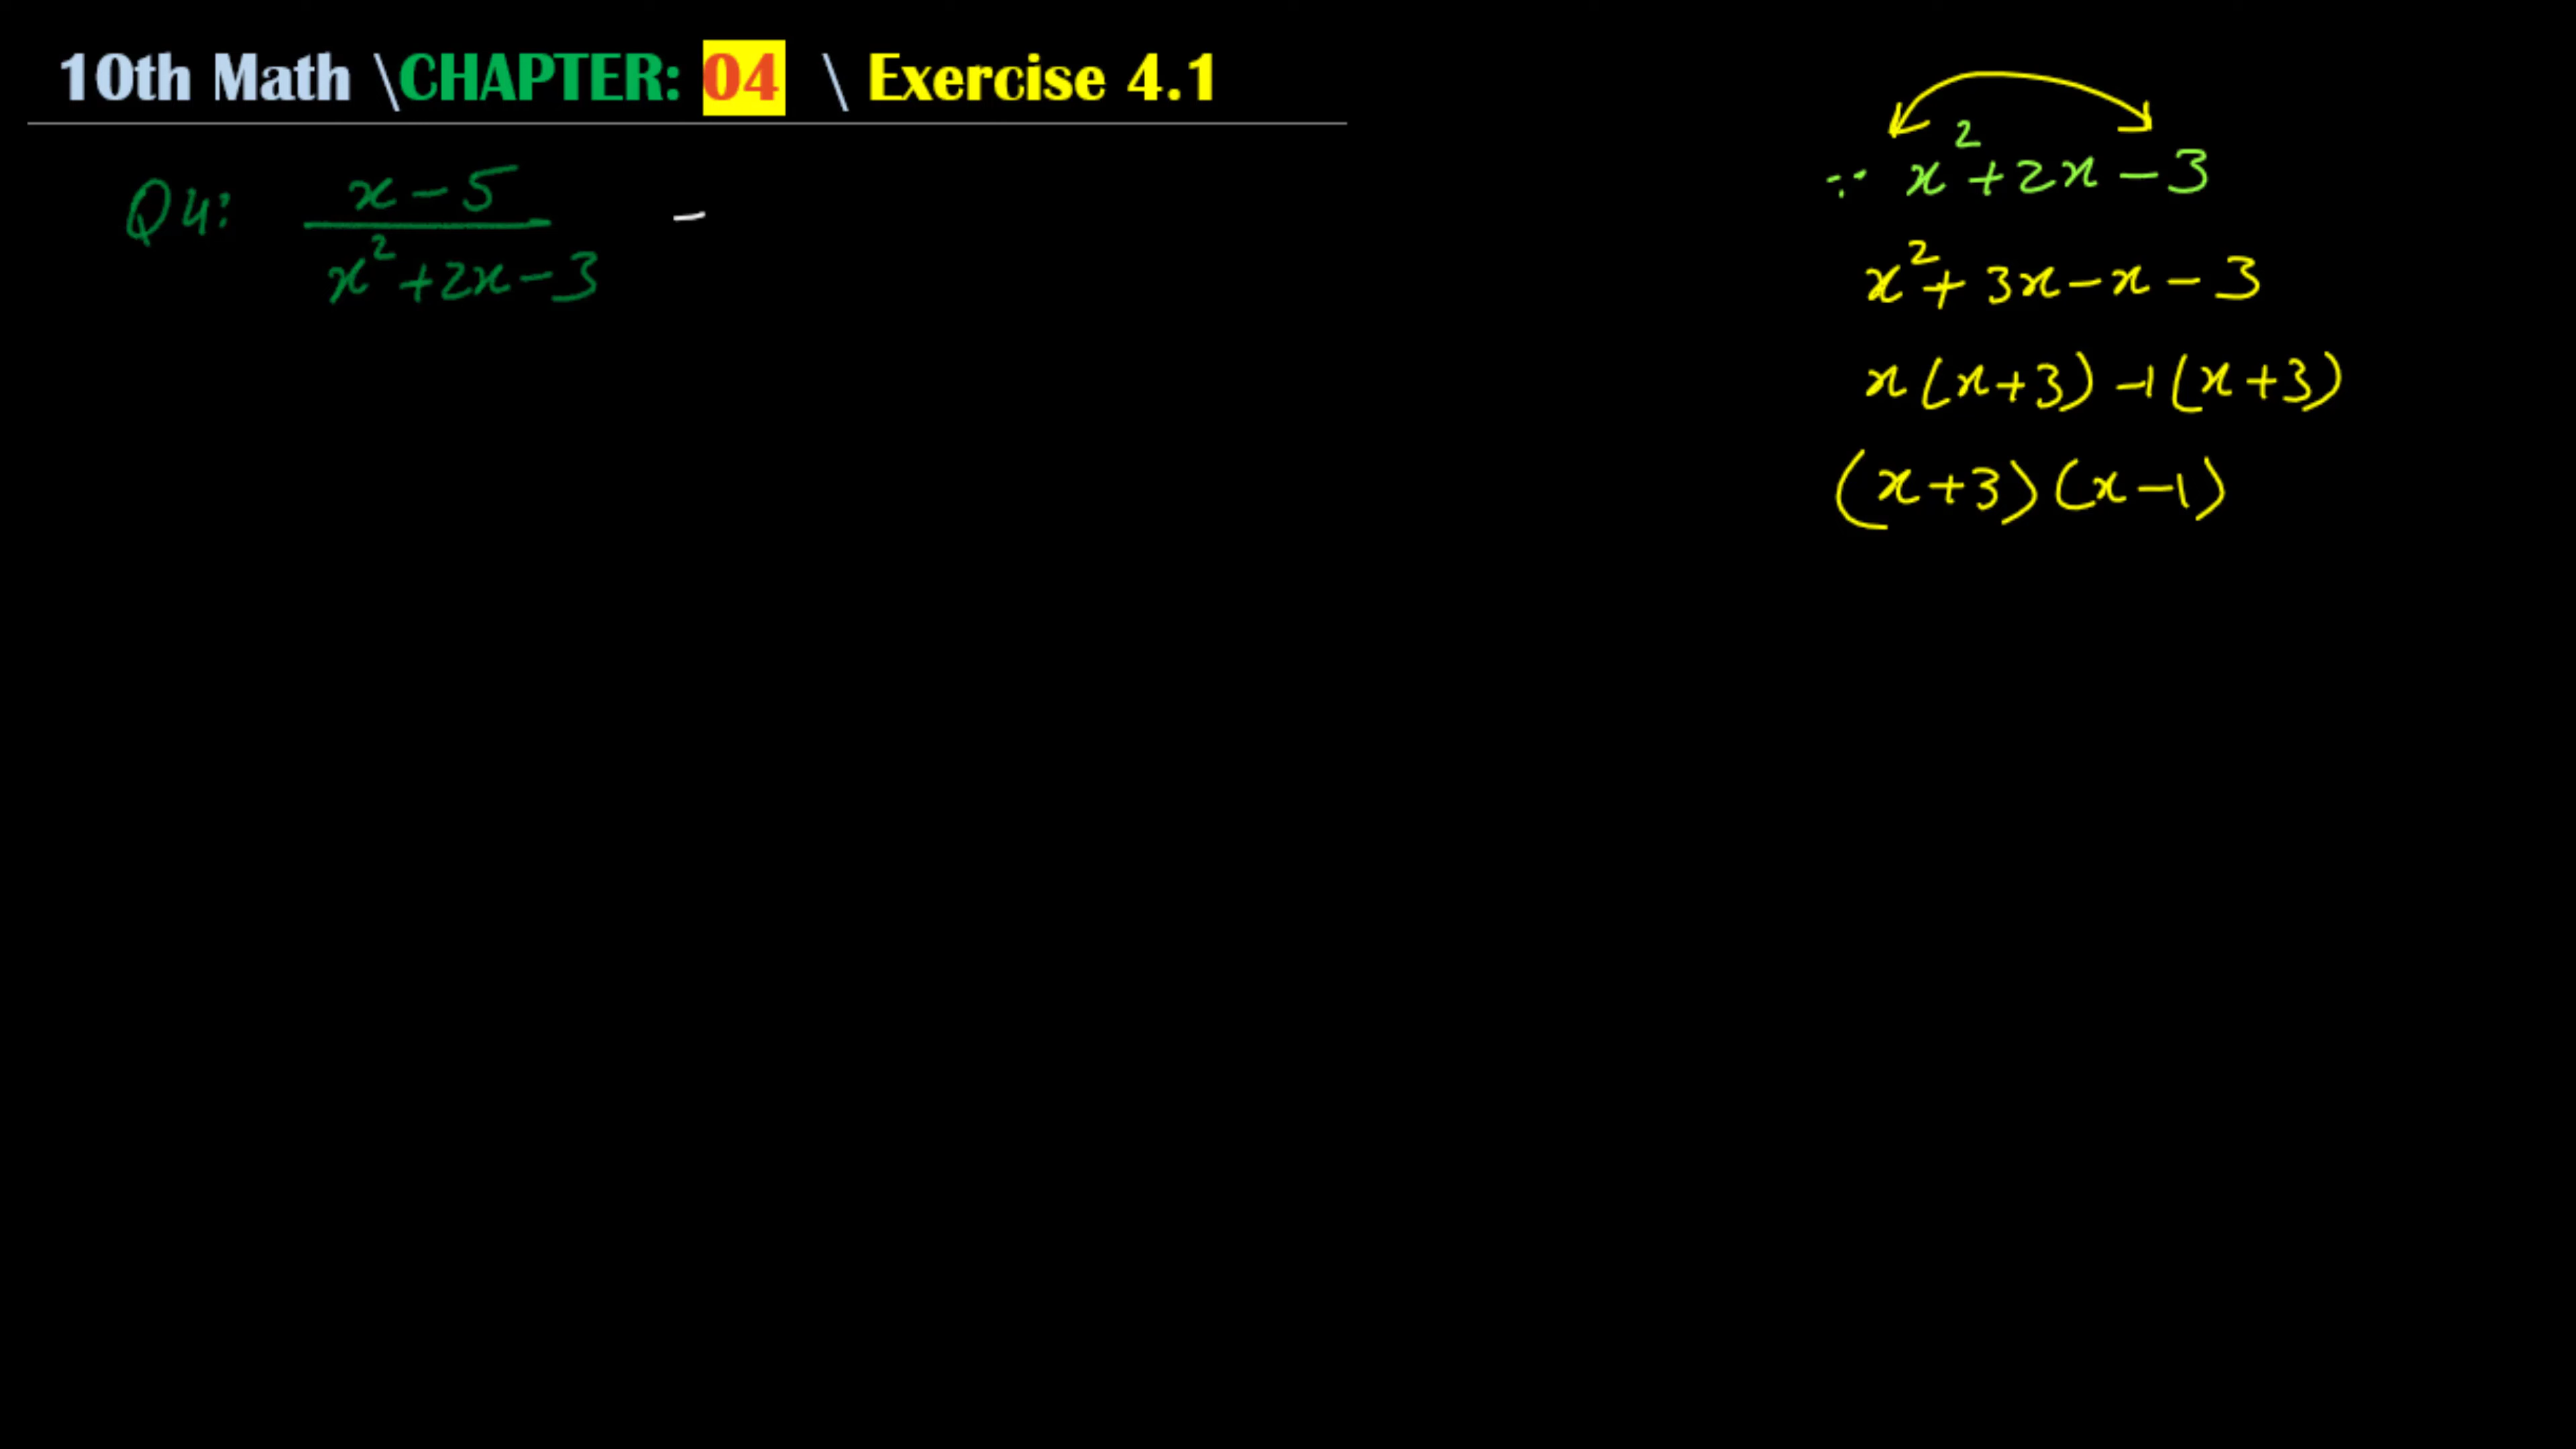 10th Math \CHAPTER: 04 \ Exercise 4.1
Q4: x - 5
x² + 2x - 3
-
∵ x² + 2x - 3
x² + 3x - x - 3
x(x+3) -1(x+3)
(x+3)(x-1)